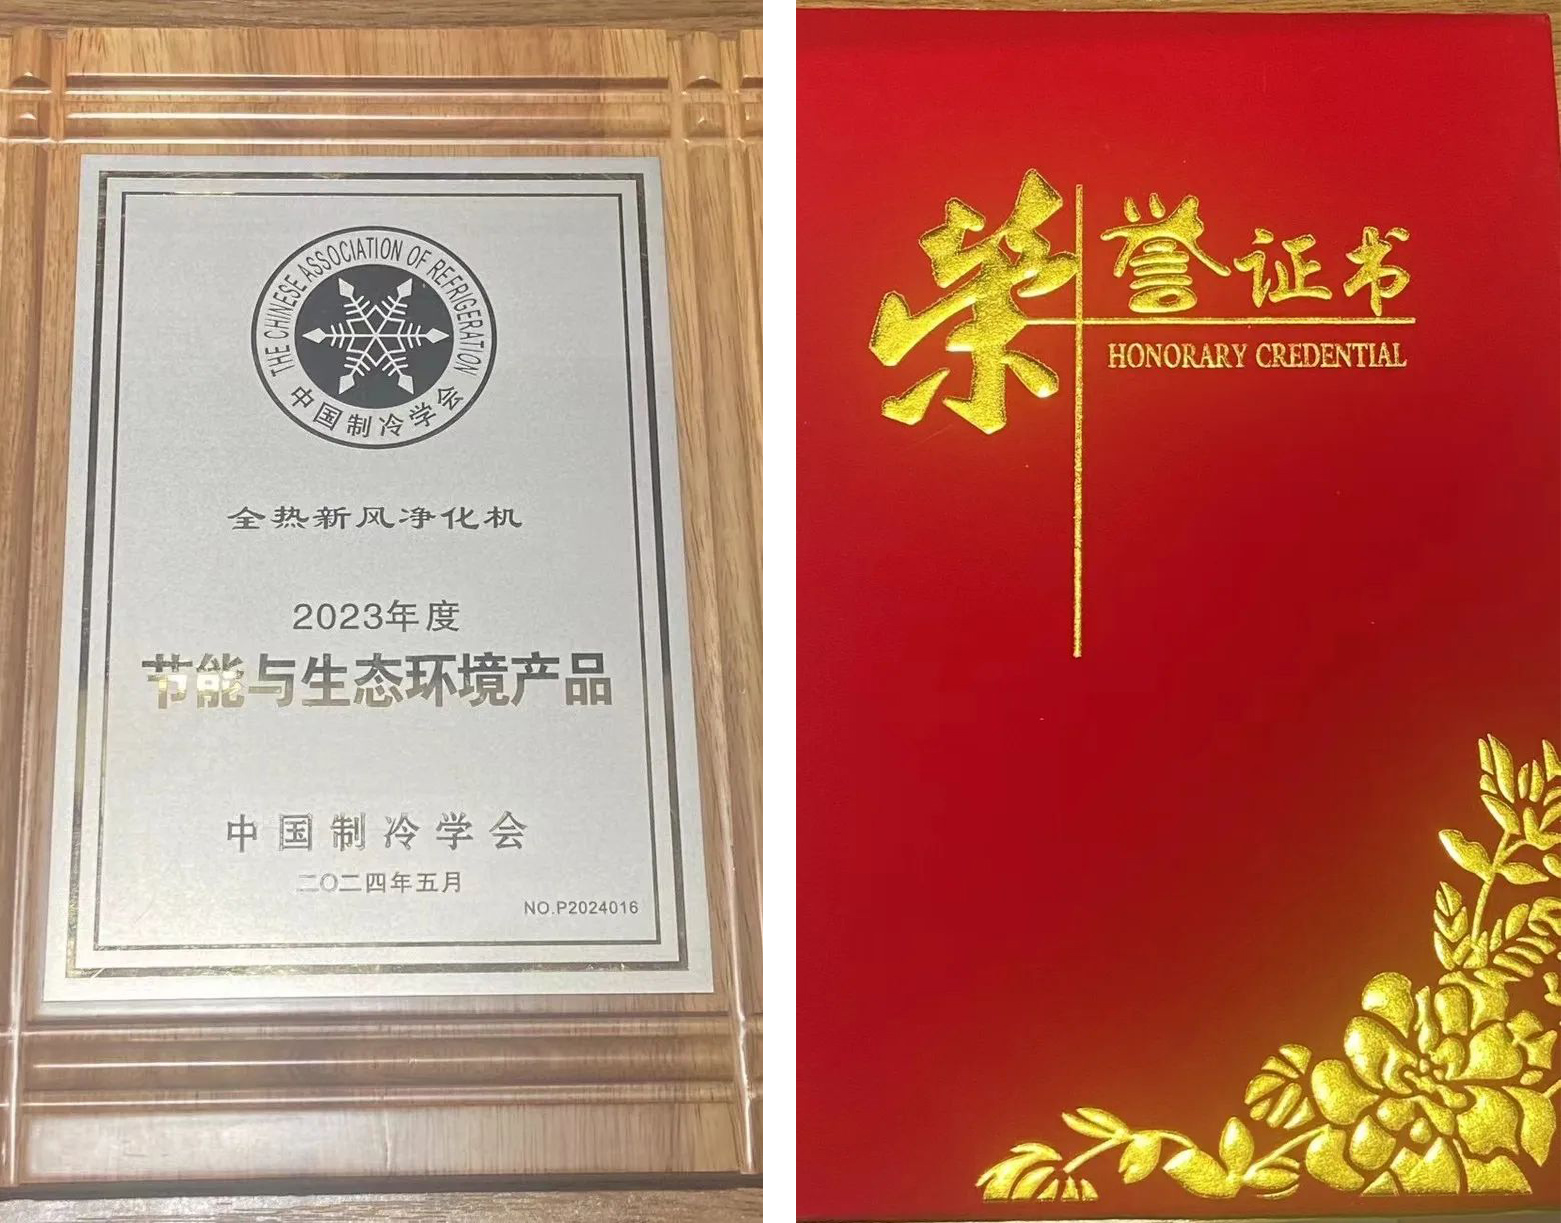 THE CHINESE ASSOCIATION OF REFRIGERATION
中国制冷学会
全热新风净化机
2023年度
节能与生态环境产品
中国制冷学会
二〇二四年五月
NO.P2024016
荣誉证书
HONORARY CREDENTIAL